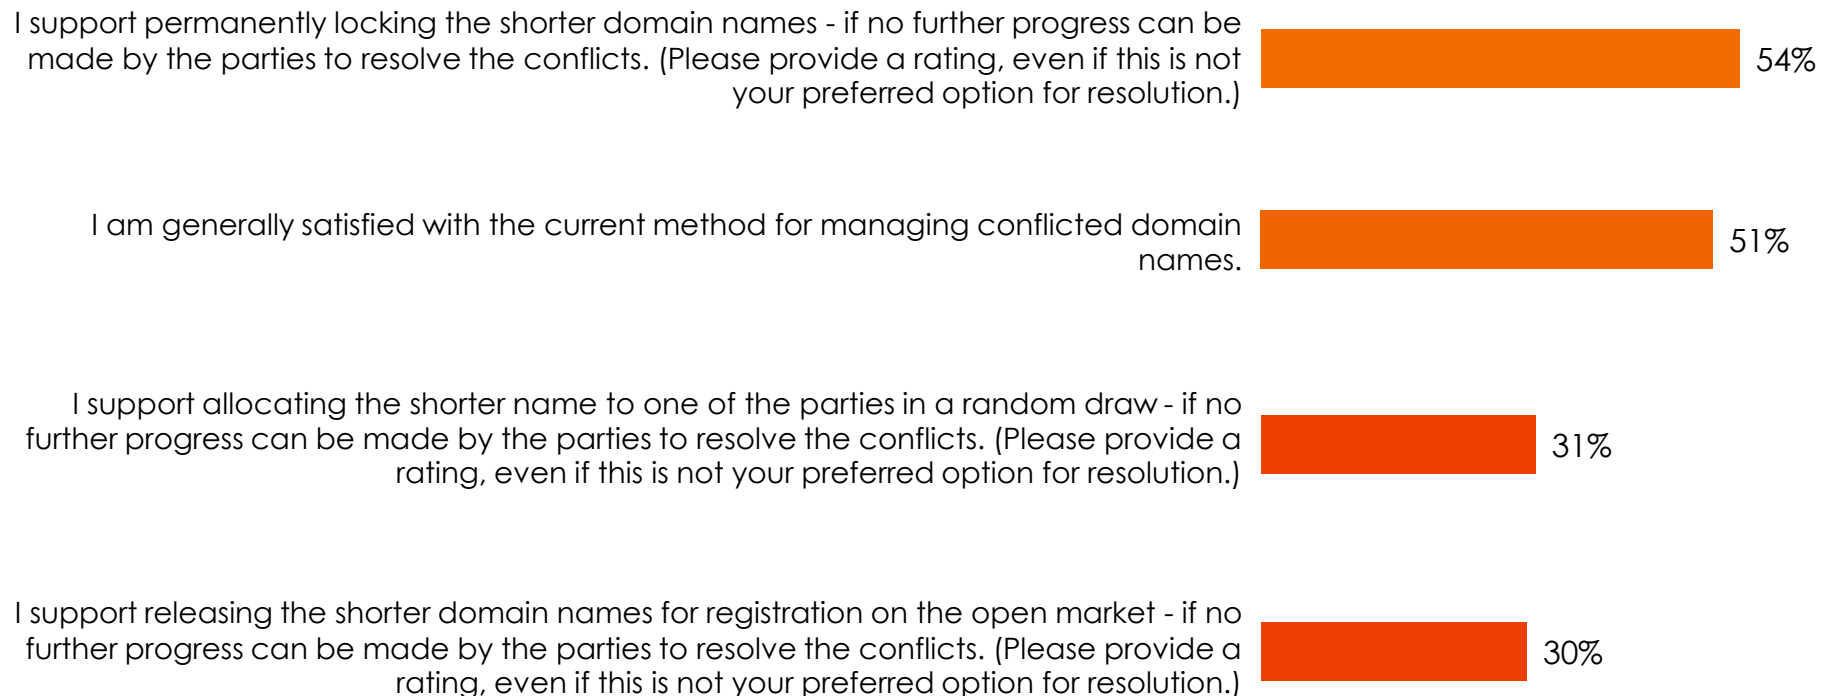 I support permanently locking the shorter domain names - if no further progress can be
made by the parties to resolve the conflicts. (Please provide a rating, even if this is not
your preferred option for resolution.)
54%
I am generally satisfied with the current method for managing conflicted domain
names.
51%
I support allocating the shorter name to one of the parties in a random draw - if no
further progress can be made by the parties to resolve the conflicts. (Please provide a
rating, even if this is not your preferred option for resolution.)
31%
I support releasing the shorter domain names for registration on the open market - if no
further progress can be made by the parties to resolve the conflicts. (Please provide a
rating, even if this is not your preferred option for resolution.)
30%